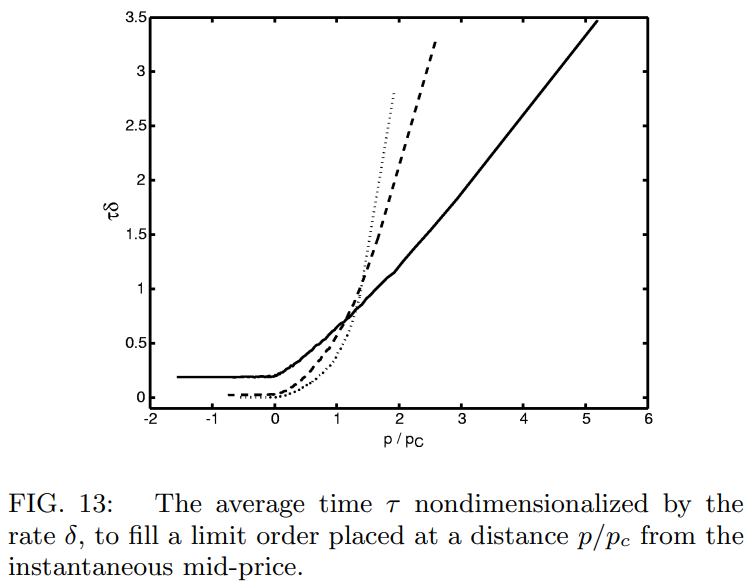 3.5
3
2.5
2
1.5
1
0.5
0
τδ
-2 -1 0 1 2 3 4 5 6
p / pc
FIG. 13: The average time τ nondimensionalized by the
rate δ, to fill a limit order placed at a distance p/pc from the
instantaneous mid-price.